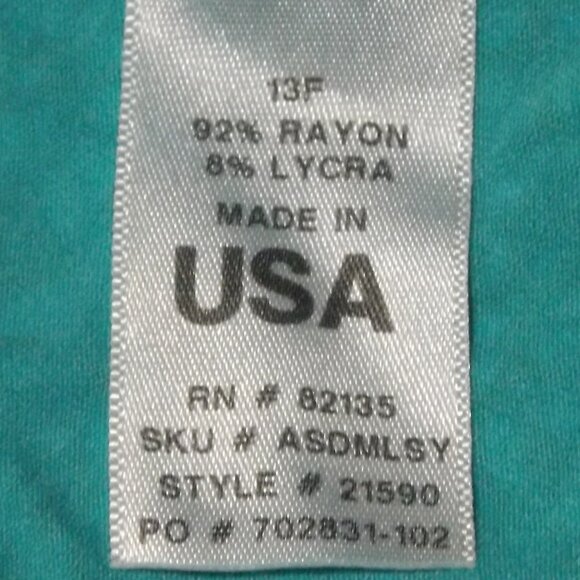 13F
92% RAYON
8% LYCRA
MADE IN
USA
RN # 82135
SKU # ASDMLSY
STYLE # 21590
PO # 702831-102